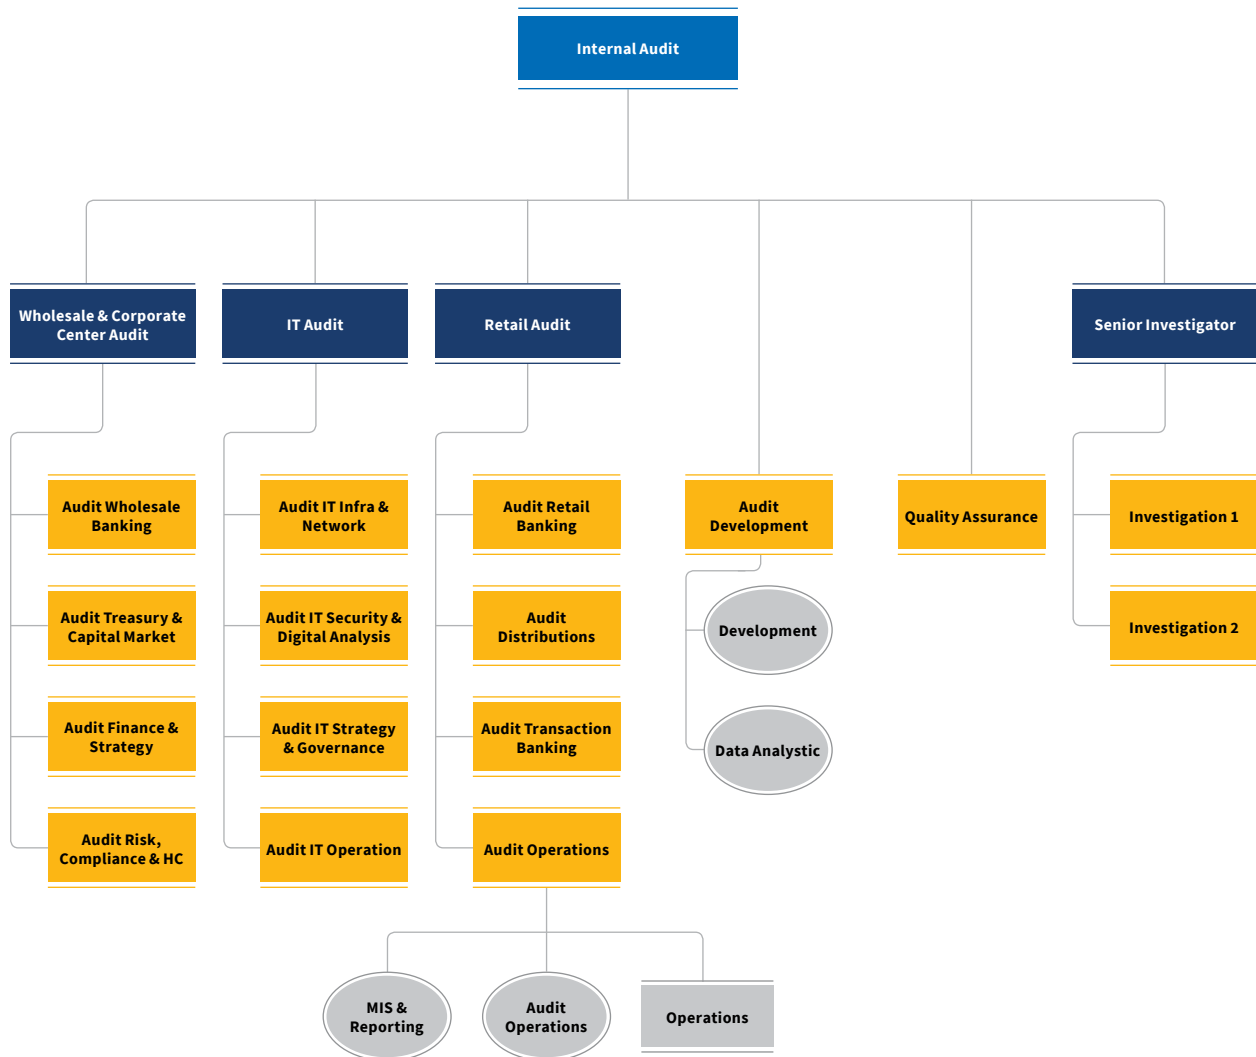 Internal Audit
Wholesale & Corporate
Center Audit
IT Audit
Retail Audit
Senior Investigator
Audit Wholesale
Banking
Audit IT Infra &
Network
Audit Retail
Banking
Audit
Development
Quality Assurance
Investigation 1
Audit Treasury &
Capital Market
Audit IT Security &
Digital Analysis
Audit
Distributions
Development
Investigation 2
Audit Finance &
Strategy
Audit IT Strategy
& Governance
Audit Transaction
Banking
Data Analystic
Audit Risk,
Compliance & HC
Audit IT Operation
Audit Operations
MIS &
Reporting
Audit
Operations
Operations